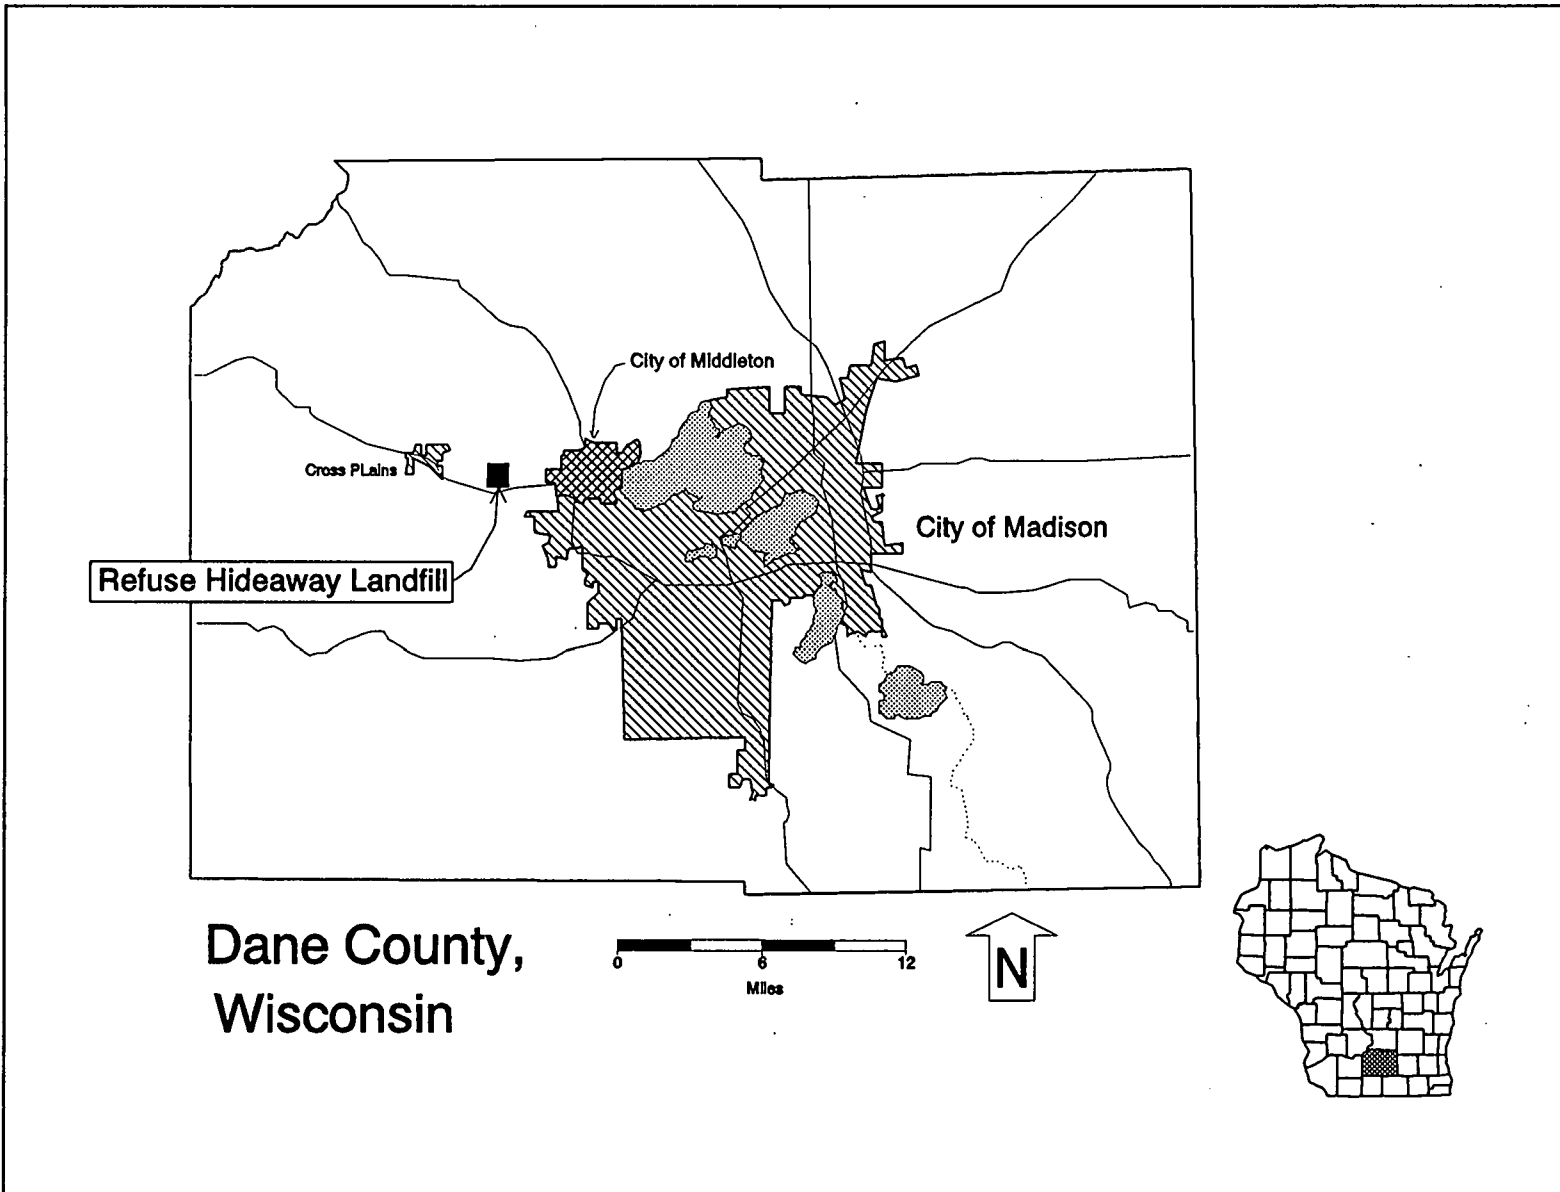 City of Middleton
Cross PLains
City of Madison
Refuse Hideaway Landfill
Dane County,
Wisconsin
0 6 12
Miles
N